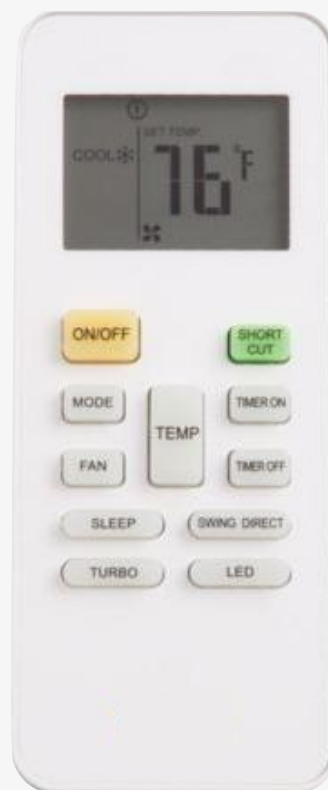 SET TEMP.
COOL 76°F
ON/OFF
SHORT CUT
MODE
TEMP
TIMER ON
FAN
TIMER OFF
SLEEP
SWING DIRECT
TURBO
LED